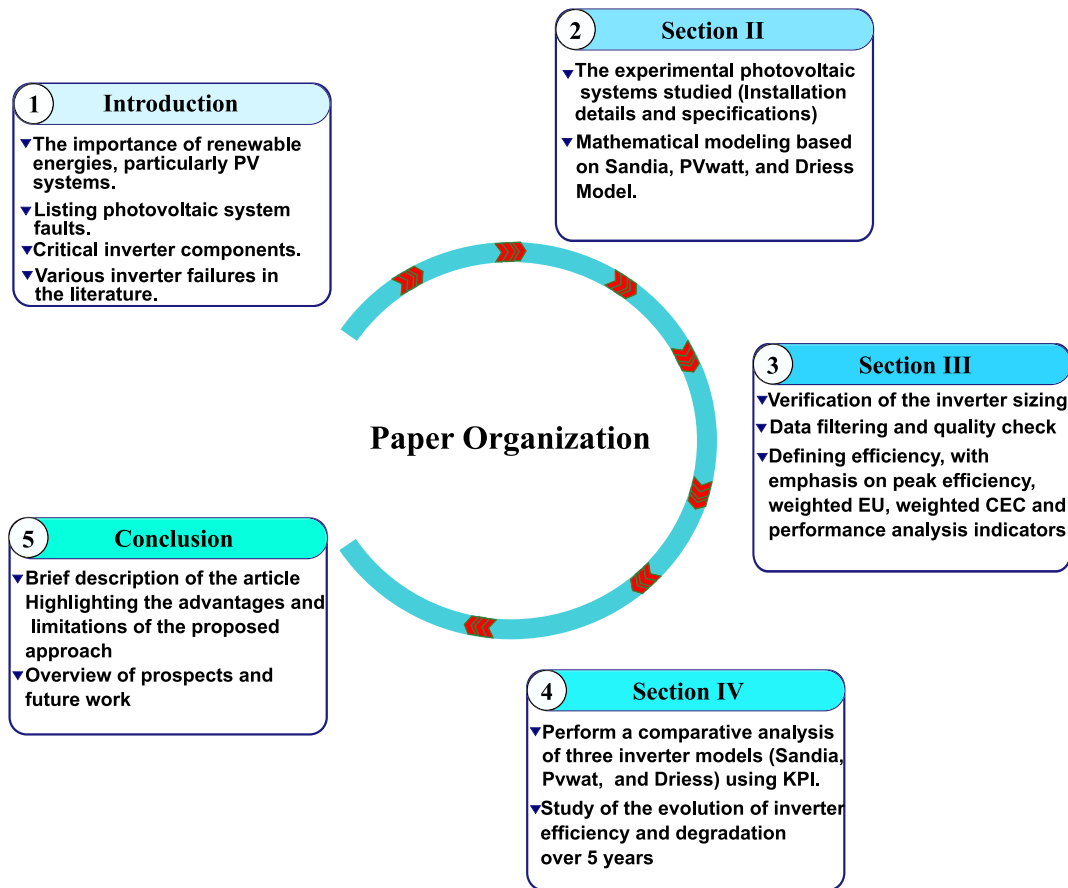 1
Introduction
The importance of renewable
energies, particularly PV
systems.
Listing photovoltaic system
faults.
Critical inverter components.
Various inverter failures in
the literature.
2
Section II
The experimental photovoltaic
systems studied (Installation
details and specifications)
Mathematical modeling based
on Sandia, PVwatt, and Driess
Model.
Paper Organization
3
Section III
Verification of the inverter sizing
Data filtering and quality check
Defining efficiency, with
emphasis on peak efficiency,
weighted EU, weighted CEC and
performance analysis indicators
4
Section IV
Perform a comparative analysis
of three inverter models (Sandia,
Pvwat, and Driess) using KPI.
Study of the evolution of inverter
efficiency and degradation
over 5 years
5
Conclusion
Brief description of the article
Highlighting the advantages and
limitations of the proposed
approach
Overview of prospects and
future work